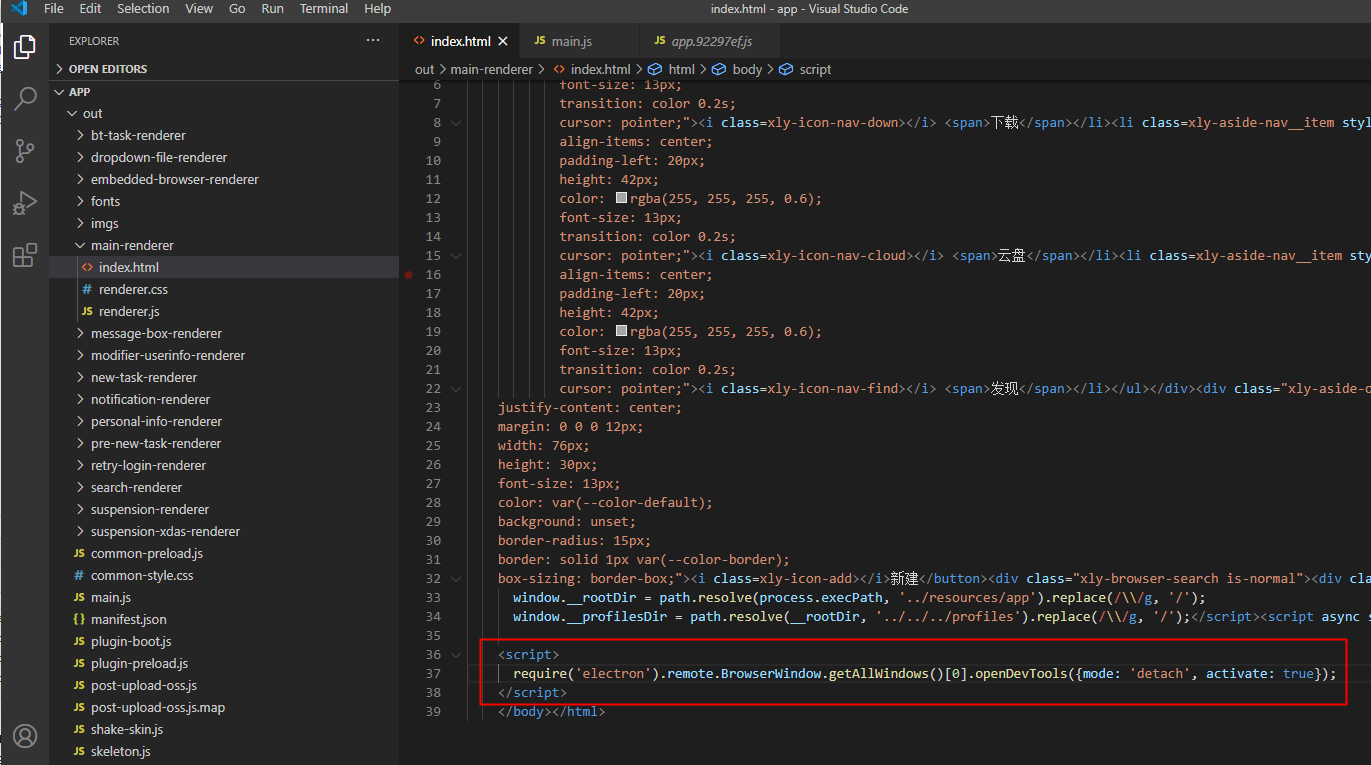 File Edit Selection View Go Run Terminal Help index.html - app - Visual Studio Code
EXPLORER ···
OPEN EDITORS
APP
out
bt-task-renderer
dropdown-file-renderer
embedded-browser-renderer
fonts
imgs
main-renderer
<> index.html
# renderer.css
JS renderer.js
message-box-renderer
modifier-userinfo-renderer
new-task-renderer
notification-renderer
personal-info-renderer
pre-new-task-renderer
retry-login-renderer
search-renderer
suspension-renderer
suspension-xdas-renderer
JS common-preload.js
# common-style.css
JS main.js
{} manifest.json
JS plugin-boot.js
JS plugin-preload.js
JS post-upload-oss.js
JS post-upload-oss.js.map
JS shake-skin.js
JS skeleton.js
<> index.html × JS main.js JS app.92297ef.js
out > main-renderer > <> index.html > html > body > script
6 font-size: 13px;
7 transition: color 0.2s;
8 cursor: pointer;"><i class=xly-icon-nav-down></i> <span>下载</span></li><li class=xly-aside-nav__item styl
9 align-items: center;
10 padding-left: 20px;
11 height: 42px;
12 color: rgba(255, 255, 255, 0.6);
13 font-size: 13px;
14 transition: color 0.2s;
15 cursor: pointer;"><i class=xly-icon-nav-cloud></i> <span>云盘</span></li><li class=xly-aside-nav__item sty
16 align-items: center;
17 padding-left: 20px;
18 height: 42px;
19 color: rgba(255, 255, 255, 0.6);
20 font-size: 13px;
21 transition: color 0.2s;
22 cursor: pointer;"><i class=xly-icon-nav-find></i> <span>发现</span></li></ul></div><div class="xly-aside-o
23 justify-content: center;
24 margin: 0 0 0 12px;
25 width: 76px;
26 height: 30px;
27 font-size: 13px;
28 color: var(--color-default);
29 background: unset;
30 border-radius: 15px;
31 border: solid 1px var(--color-border);
32 box-sizing: border-box;"><i class=xly-icon-add></i>新建</button><div class="xly-browser-search is-normal"><div cla
33 window.__rootDir = path.resolve(process.execPath, '../resources/app').replace(/\\/g, '/');
34 window.__profilesDir = path.resolve(__rootDir, '../../../profiles').replace(/\\/g, '/');</script><script async s
35
36 <script>
37 require('electron').remote.BrowserWindow.getAllWindows()[0].openDevTools({mode: 'detach', activate: true});
38 </script>
39 </body></html>